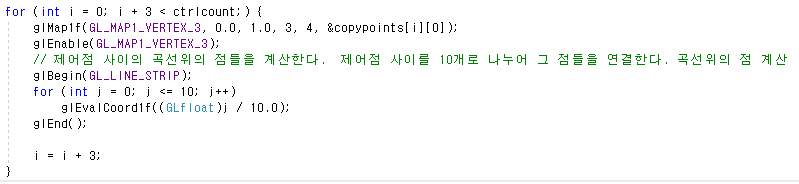 for (int i = 0; i + 3 < ctrlcount;) {
glMap1f(GL_MAP1_VERTEX_3, 0.0, 1.0, 3, 4, &copypoints[i][0]);
glEnable(GL_MAP1_VERTEX_3);
// 제어점 사이의 곡선위의 점들을 계산한다. 제어점 사이를 10개로 나누어 그 점들을 연결한다.곡선위의 점 계산
glBegin(GL_LINE_STRIP);
for (int j = 0; j <= 10; j++)
glEvalCoord1f((GLfloat)j / 10.0);
glEnd();
i = i + 3;
}